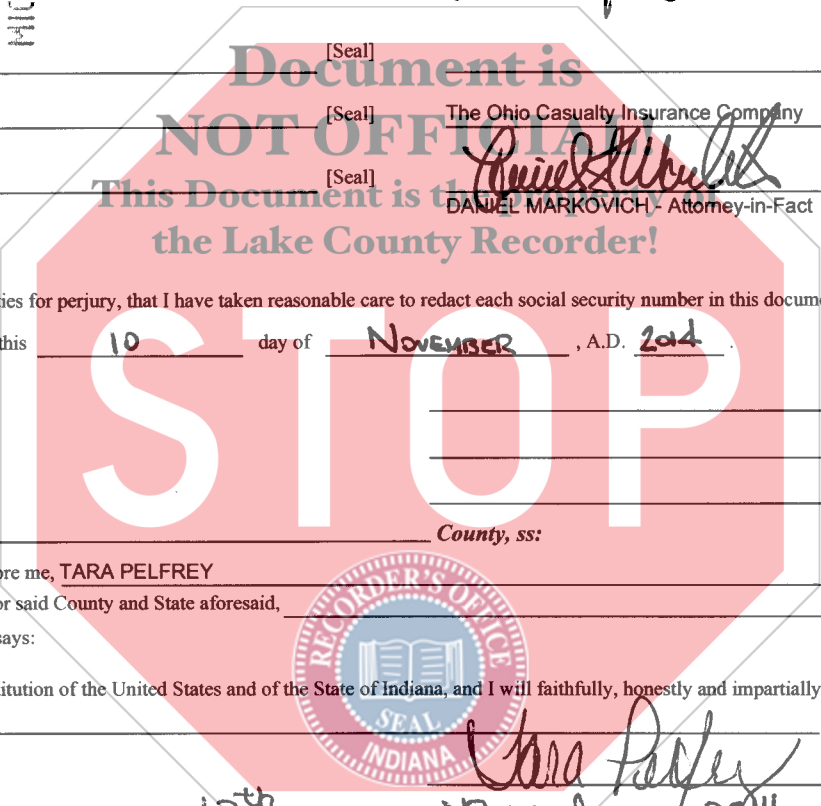 MIC
[Seal]
Document is
[Seal] The Ohio Casualty Insurance Company
NOT OFFICIAL!
[Seal]
This Document is the property of
DANIEL MARKOVICH - Attorney-in-Fact
the Lake County Recorder!
ies for perjury, that I have taken reasonable care to redact each social security number in this docum
this 10 day of NOVEMBER , A.D. 2014 .
STOP
County, ss:
ore me, TARA PELFREY
or said County and State aforesaid,
says:
itution of the United States and of the State of Indiana, and I will faithfully, honestly and impartially
RECORDER'S OFFICE
SEAL
INDIANA
Tara Pelfrey